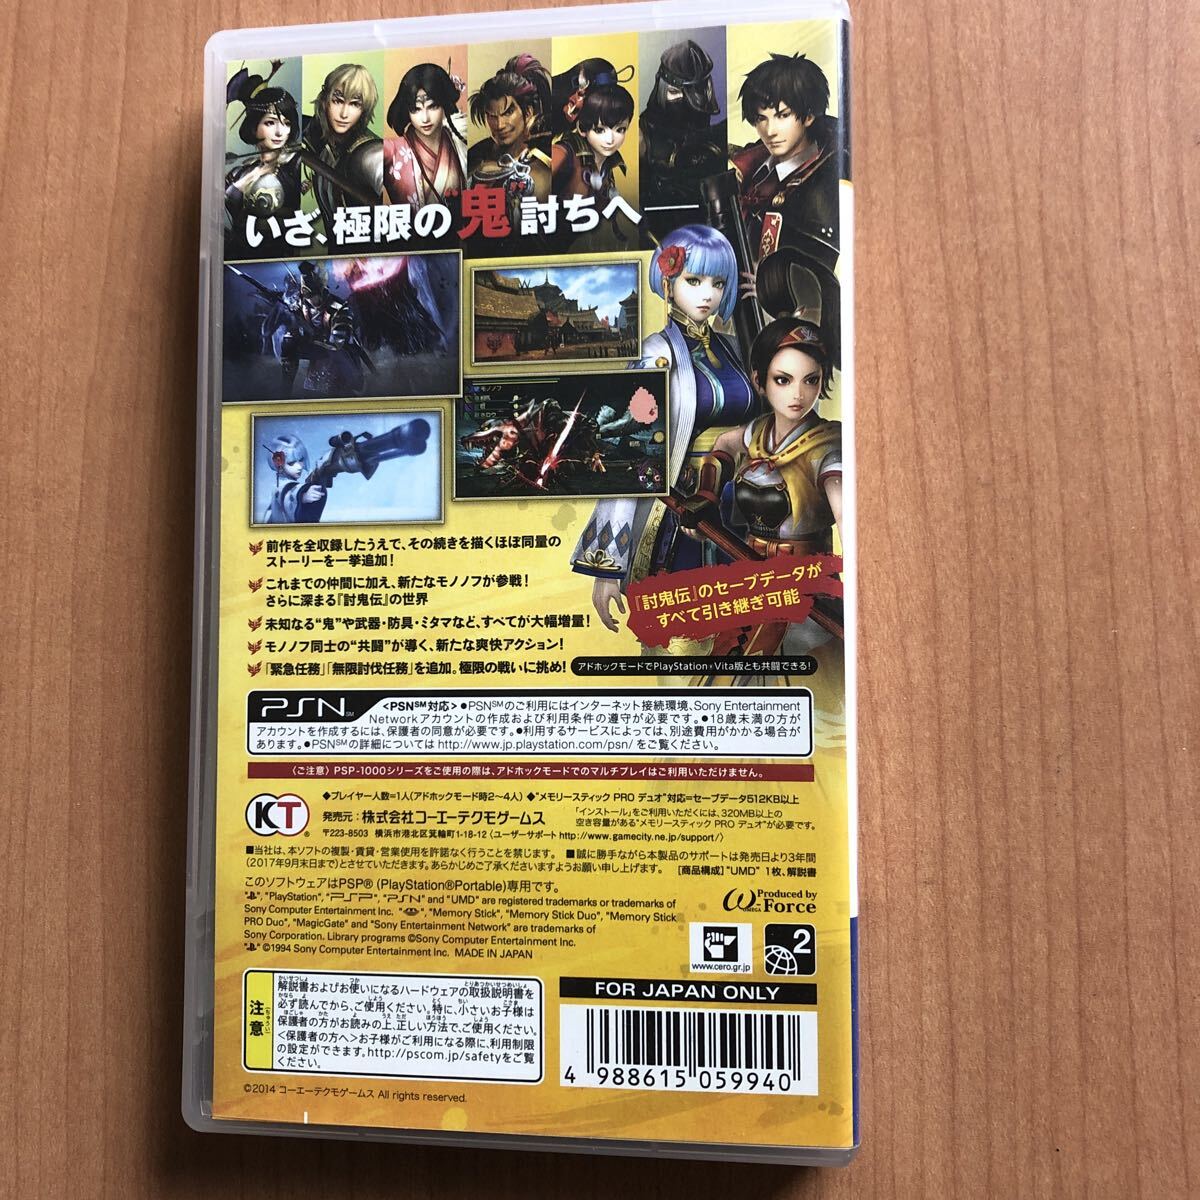 いざ、極限の“鬼”討ちへ――
モノノフ
前作を全収録したうえで、その続きを描くほぼ同量の
ストーリーを一挙追加!
これまでの仲間に加え、新たなモノノフが参戦!
さらに深まる『討鬼伝』の世界
未知なる“鬼”や武器・防具・ミタマなど、すべてが大幅増量!
モノノフ同士の“共闘”が導く、新たな爽快アクション!
「緊急任務」「無限討伐任務」を追加。極限の戦いに挑め!
『討鬼伝』のセーブデータが
すべて引き継ぎ可能
アドホックモードでPlayStation®Vita版とも共闘できる!
PSN℠
<PSN℠対応> ●PSN℠のご利用にはインターネット接続環境、Sony Entertainment
Networkアカウントの作成および利用条件の遵守が必要です。●18歳未満の方が
アカウントを作成するには、保護者の同意が必要です。●利用するサービスによっては、別途費用がかかる場合が
あります。●PSN℠の詳細については http://www.jp.playstation.com/psn/ をご覧ください。
〈ご注意〉PSP-1000シリーズをご使用の際は、アドホックモードでのマルチプレイはご利用いただけません。
KT
◆プレイヤー人数=1人(アドホックモード時2~4人) ◆“メモリースティック PRO デュオ”対応=セーブデータ512KB以上
発売元:株式会社コーエーテクモゲームス
「インストール」をご利用いただくには、320MB以上の
空き容量がある“メモリースティック PRO デュオ”が必要です。
〒223-8503 横浜市港北区箕輪町1-18-12〈ユーザーサポート http://www.gamecity.ne.jp/support/〉
■当社は、本ソフトの複製・賃貸・営業使用を許諾なく行うことを禁じます。 ■誠に勝手ながら本製品のサポートは発売日より3年間
(2017年9月末日まで)とさせていただきます。あらかじめご了承くださいますようお願い申し上げます。 [商品構成] “UMD” 1枚、解説書
このソフトウェアはPSP® (PlayStation®Portable)専用です。
"PlayStation", "PSP", "PSN" and "UMD" are registered trademarks or trademarks of
Sony Computer Entertainment Inc. "Memory Stick", "Memory Stick Duo", "Memory Stick
PRO Duo", "MagicGate" and "Sony Entertainment Network" are trademarks of
Sony Corporation. Library programs ©Sony Computer Entertainment Inc.
©1994 Sony Computer Entertainment Inc. MADE IN JAPAN
Produced by
ω-Force
OMEGA
www.cero.gr.jp
2
注意
(ちゅうい)
解説書およびお使いになるハードウェアの取扱説明書を
必ず読んでから、ご使用ください。特に、小さいお子様は
保護者の方がお読みの上、正しい方法で、ご使用ください。
<保護者の方へ>お子様がご利用になる際に、利用制限
の設定ができます。http://pscom.jp/safetyをご覧
ください。
FOR JAPAN ONLY
4 988615 059940
©2014 コーエーテクモゲームス All rights reserved.